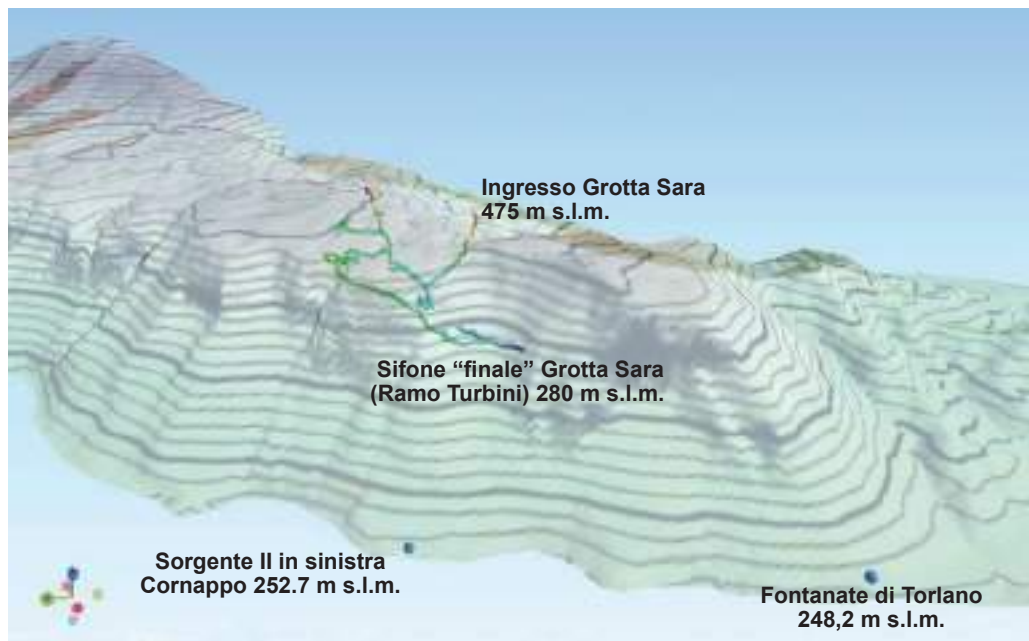 Ingresso Grotta Sara
475 m s.l.m.
Sifone “finale” Grotta Sara
(Ramo Turbini) 280 m s.l.m.
Sorgente II in sinistra
Cornappo 252.7 m s.l.m.
Fontanate di Torlano
248,2 m s.l.m.